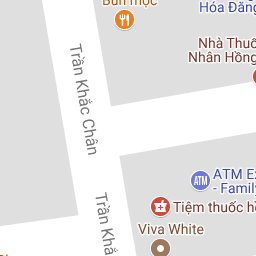 Bún mọc
Hóa Đăng
Nhà Thuố
Nhân Hồng
Trần Khắc Chân
ATM Ex
- Family
Tiệm thuốc h
Trần Khắ
Viva White